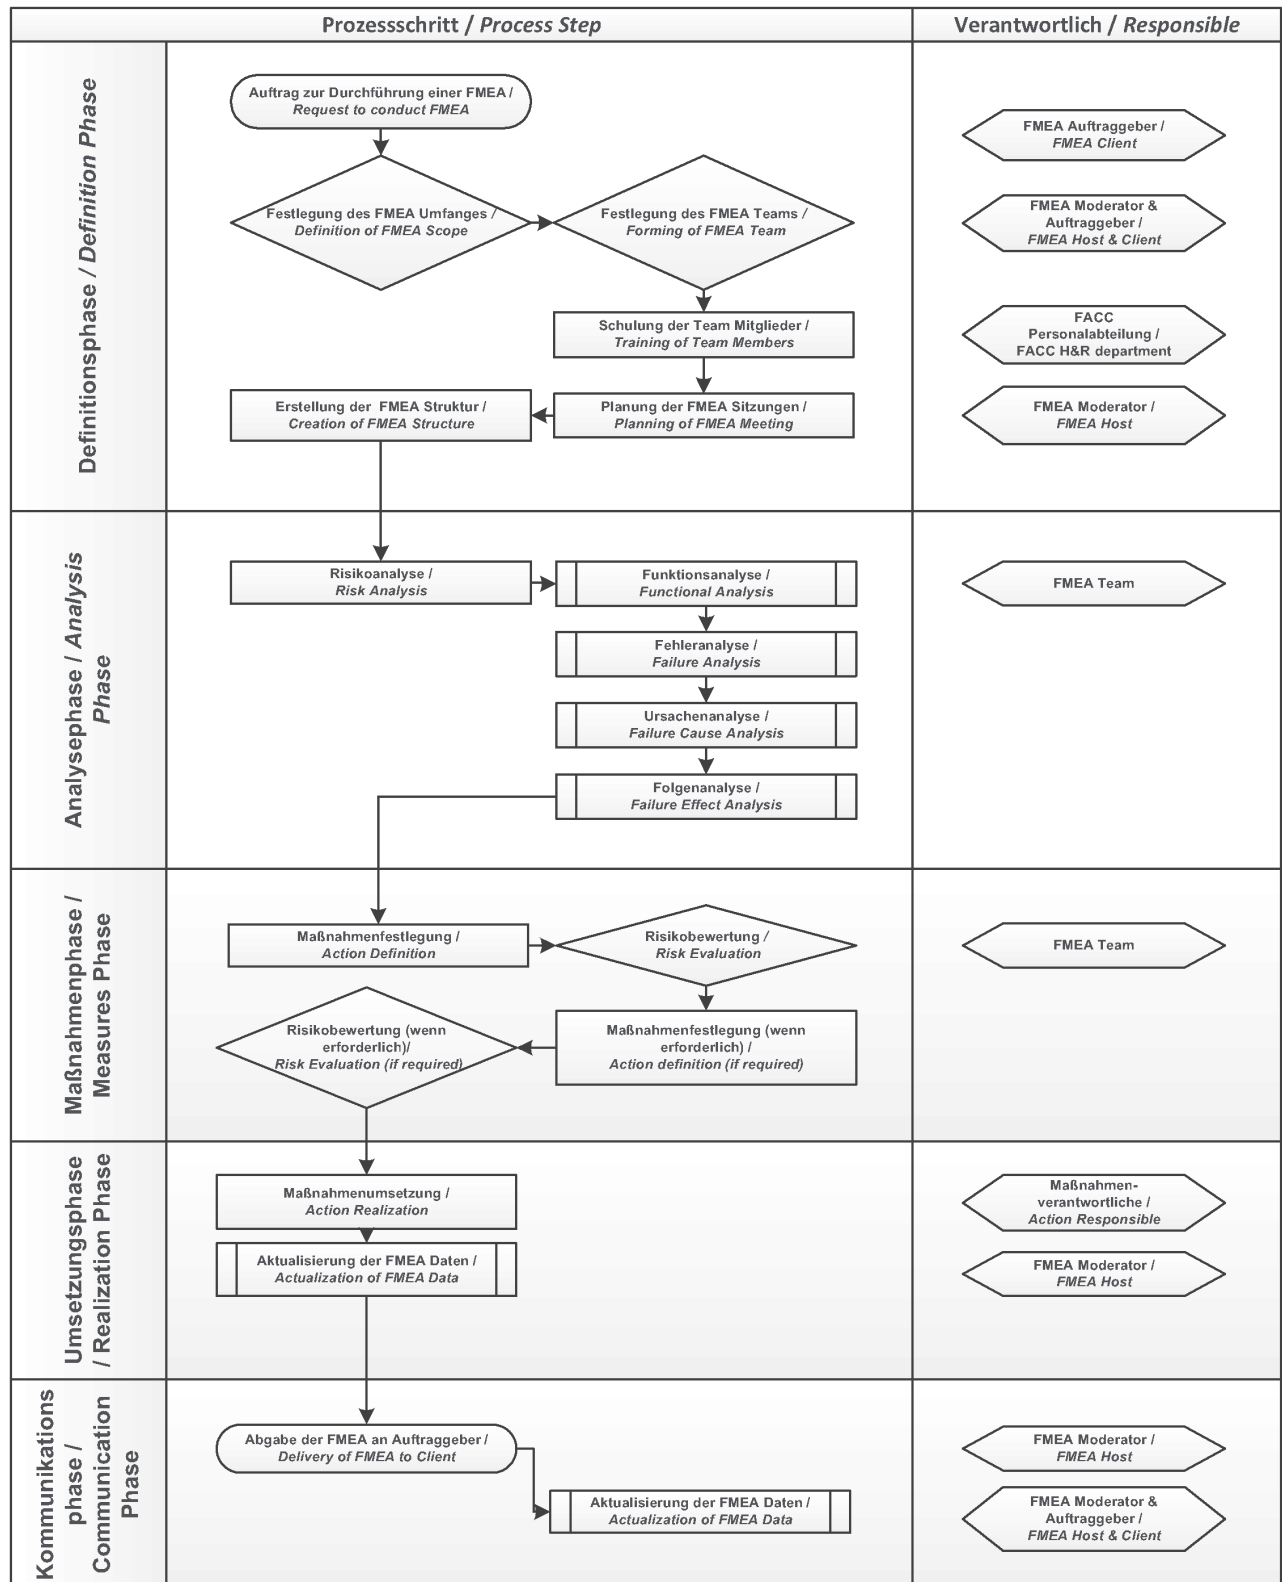 Prozessschritt / Process Step
Verantwortlich / Responsible
Definitionsphase / Definition Phase
Auftrag zur Durchführung einer FMEA /
Request to conduct FMEA
FMEA Auftraggeber /
FMEA Client
Festlegung des FMEA Umfanges /
Definition of FMEA Scope
Festlegung des FMEA Teams /
Forming of FMEA Team
FMEA Moderator &
Auftraggeber /
FMEA Host & Client
Schulung der Team Mitglieder /
Training of Team Members
FACC
Personalabteilung /
FACC H&R department
Erstellung der  FMEA Struktur /
Creation of FMEA Structure
Planung der FMEA Sitzungen /
Planning of FMEA Meeting
FMEA Moderator /
FMEA Host
Analysephase / Analysis
Phase
Risikoanalyse /
Risk Analysis
Funktionsanalyse /
Functional Analysis
FMEA Team
Fehleranalyse /
Failure Analysis
Ursachenanalyse /
Failure Cause Analysis
Folgenanalyse /
Failure Effect Analysis
Maßnahmenphase /
Measures Phase
Maßnahmenfestlegung /
Action Definition
Risikobewertung /
Risk Evaluation
FMEA Team
Risikobewertung (wenn
erforderlich)/
Risk Evaluation (if required)
Maßnahmenfestlegung (wenn
erforderlich) /
Action definition (if required)
Umsetzungsphase
/ Realization Phase
Maßnahmenumsetzung /
Action Realization
Maßnahmen-
verantwortliche /
Action Responsible
Aktualisierung der FMEA Daten /
Actualization of FMEA Data
FMEA Moderator /
FMEA Host
Kommunikations
phase /
Communication
Phase
Abgabe der FMEA an Auftraggeber /
Delivery of FMEA to Client
FMEA Moderator /
FMEA Host
Aktualisierung der FMEA Daten /
Actualization of FMEA Data
FMEA Moderator &
Auftraggeber /
FMEA Host & Client